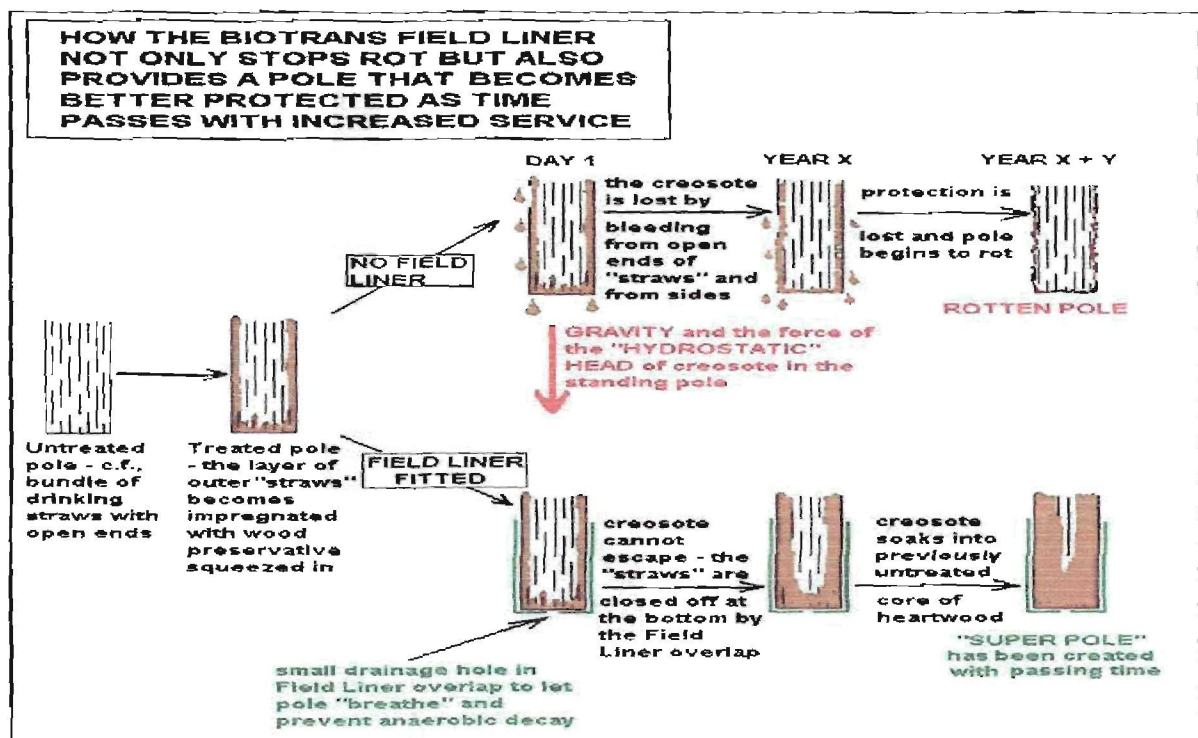 HOW THE BIOTRANS FIELD LINER
NOT ONLY STOPS ROT BUT ALSO
PROVIDES A POLE THAT BECOMES
BETTER PROTECTED AS TIME
PASSES WITH INCREASED SERVICE
DAY 1
YEAR X
YEAR X + Y
the creosote
is lost by
bleeding
from open
ends of
"straws" and
from sides
protection is
lost and pole
begins to rot
NO FIELD
LINER
ROTTEN POLE
GRAVITY and the force of
the "HYDROSTATIC"
HEAD of creosote in the
standing pole
Untreated
pole - c.f.,
bundle of
drinking
straws with
open ends
Treated pole
- the layer of
outer "straws"
becomes
impregnated
with wood
preservative
squeezed in
FIELD LINER
FITTED
creosote
cannot
escape - the
"straws" are
closed off at
the bottom by
the Field
Liner overlap
creosote
soaks into
previously
untreated
core of
heartwood
"SUPER POLE"
has been created
with passing time
small drainage hole in
Field Liner overlap to let
pole "breathe" and
prevent anaerobic decay